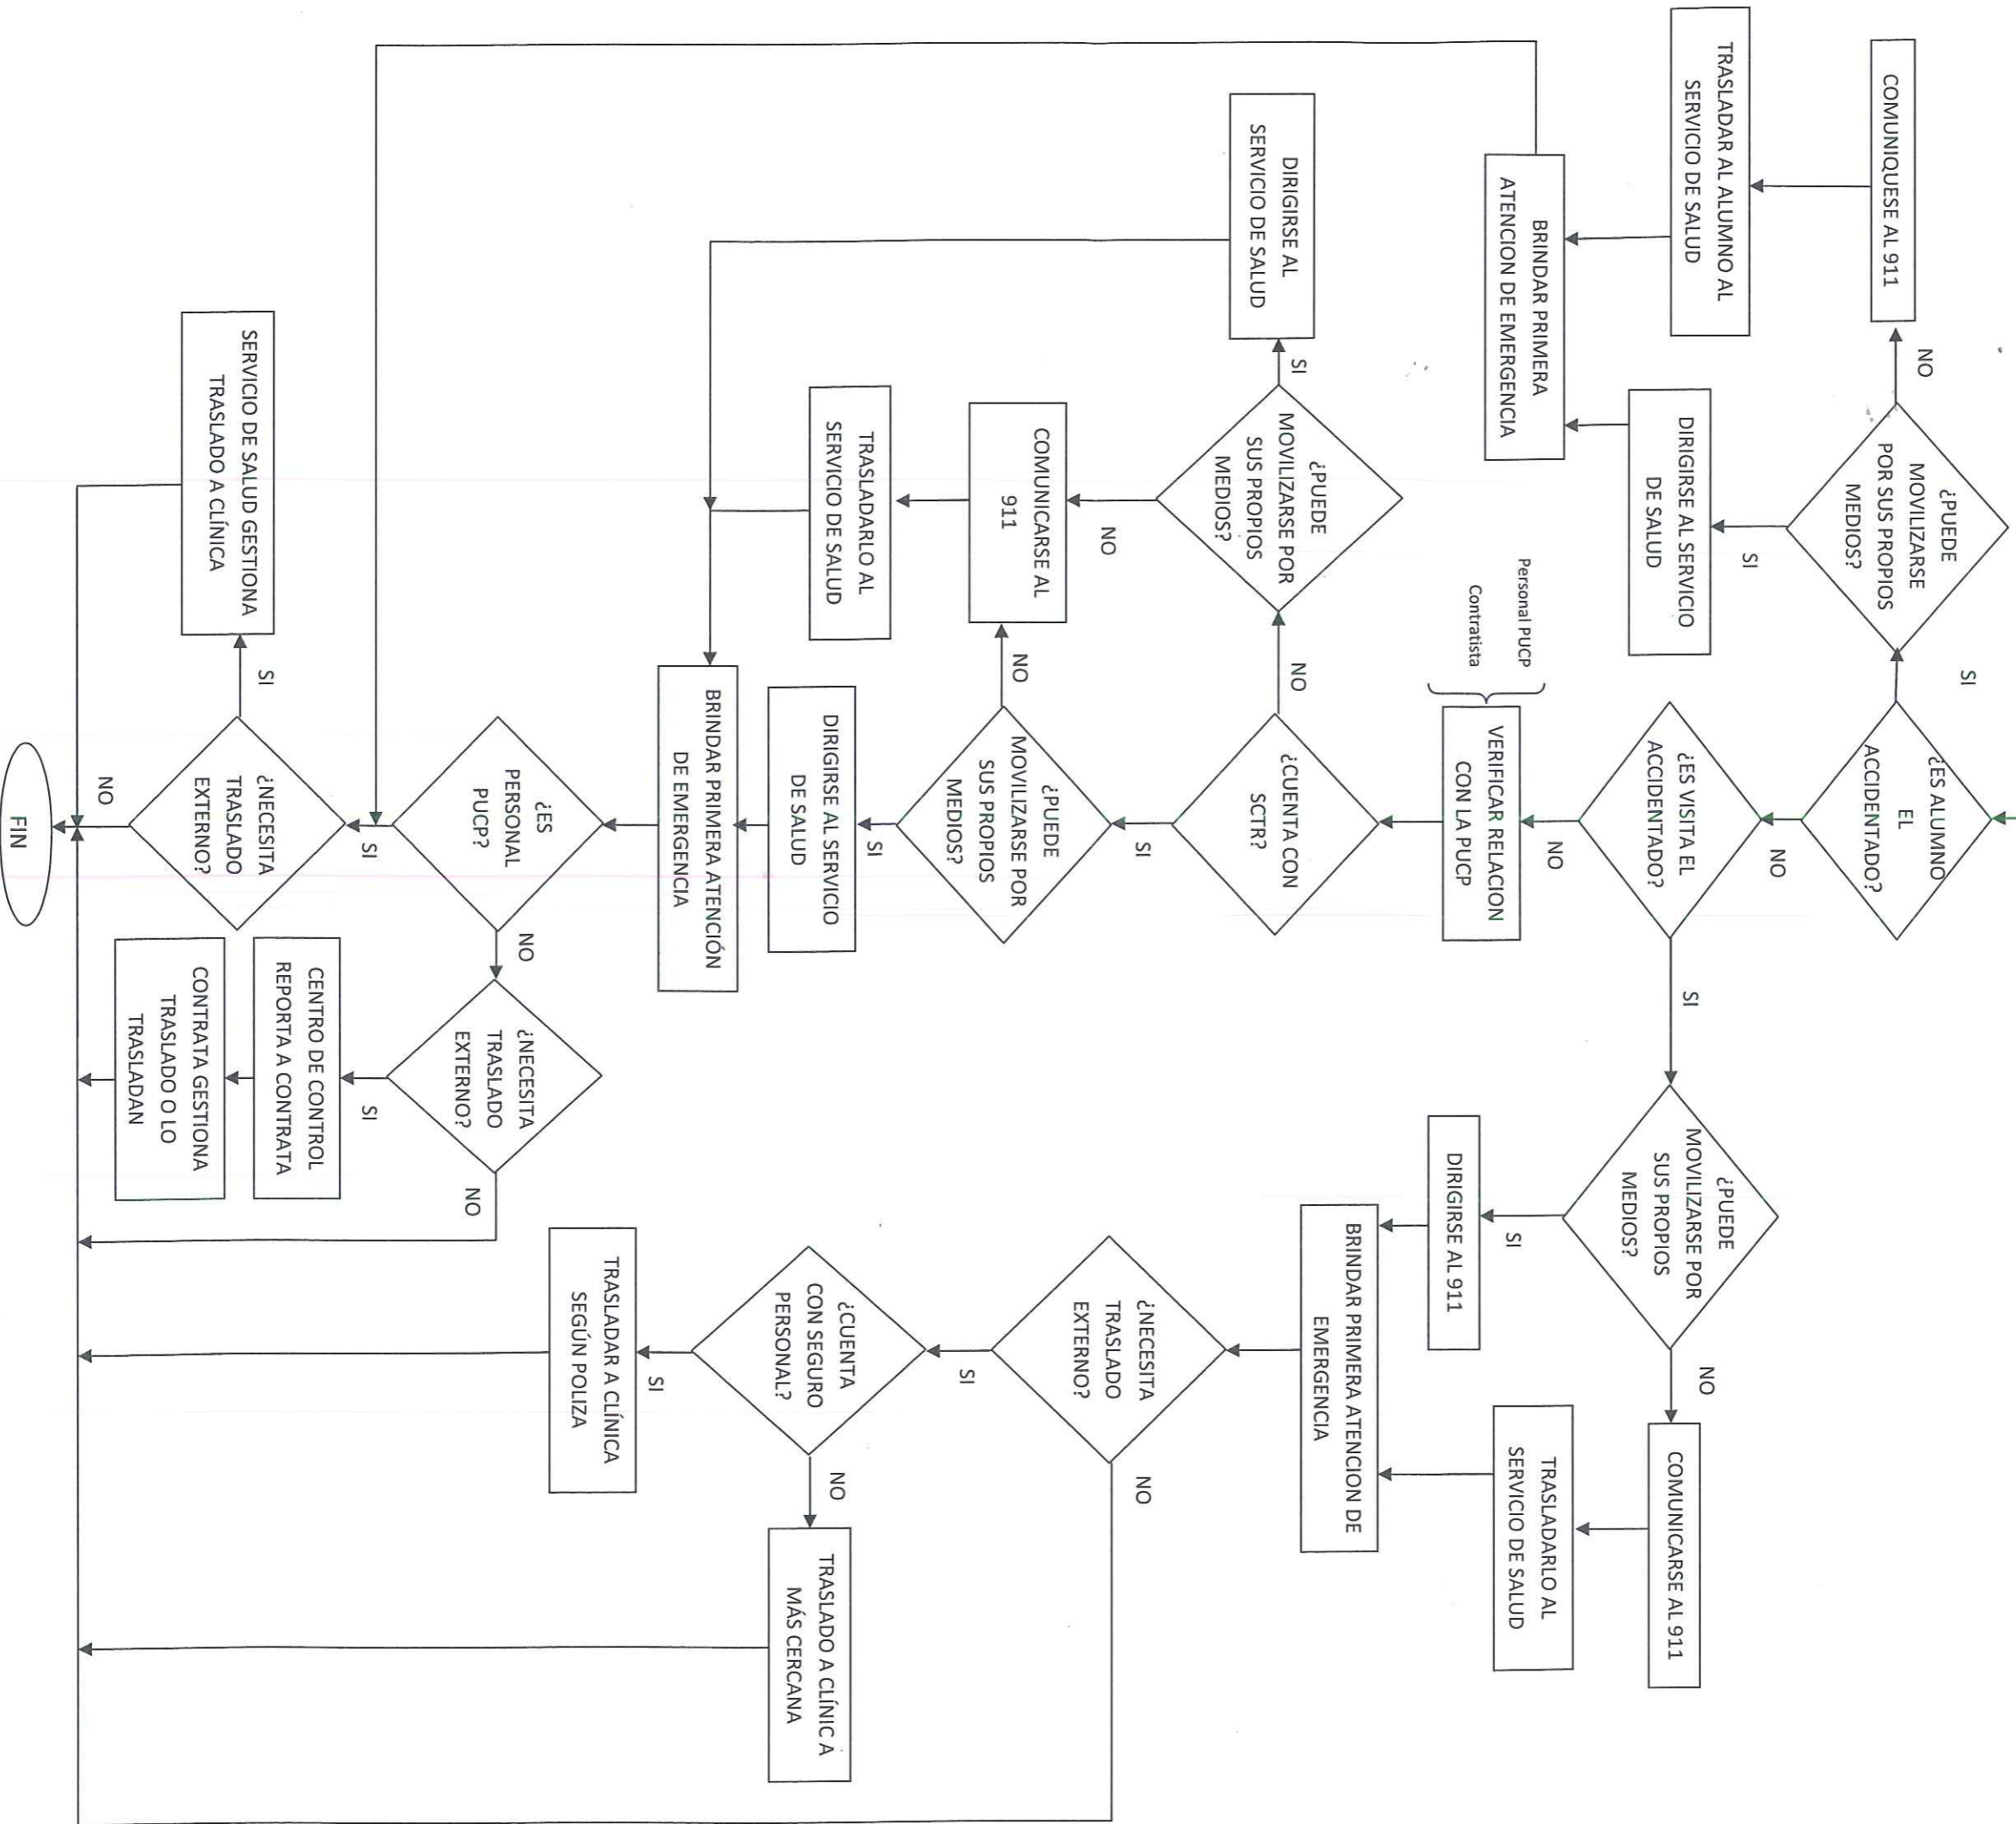 ¿ES ALUMNO
EL
ACCIDENTADO?
SI
NO
¿PUEDE
MOVILIZARSE
POR SUS PROPIOS
MEDIOS?
NO
SI
COMUNIQUESE AL 911
TRASLADAR AL ALUMNO AL
SERVICIO DE SALUD
DIRIGIRSE AL SERVICIO
DE SALUD
BRINDAR PRIMERA
ATENCION DE EMERGENCIA
¿ES VISITA EL
ACCIDENTADO?
SI
NO
¿PUEDE
MOVILIZARSE POR
SUS PROPIOS
MEDIOS?
NO
SI
COMUNICARSE AL 911
TRASLADARLO AL
SERVICIO DE SALUD
DIRIGIRSE AL 911
BRINDAR PRIMERA ATENCION DE
EMERGENCIA
¿NECESITA
TRASLADO
EXTERNO?
NO
SI
¿CUENTA
CON SEGURO
PERSONAL?
NO
SI
TRASLADO A CLÍNIC A
MÁS CERCANA
TRASLADAR A CLÍNICA
SEGÚN POLIZA
Personal PUCP
Contratista
VERIFICAR RELACION
CON LA PUCP
¿CUENTA CON
SCTR?
NO
SI
¿PUEDE
MOVILIZARSE POR
SUS PROPIOS
MEDIOS?
SI
NO
DIRIGIRSE AL
SERVICIO DE SALUD
COMUNICARSE AL
911
TRASLADARLO AL
SERVICIO DE SALUD
¿PUEDE
MOVILIZARSE POR
SUS PROPIOS
MEDIOS?
NO
SI
DIRIGIRSE AL SERVICIO
DE SALUD
BRINDAR PRIMERA ATENCIÓN
DE EMERGENCIA
¿ES
PERSONAL
PUCP?
NO
SI
¿NECESITA
TRASLADO
EXTERNO?
SI
NO
CENTRO DE CONTROL
REPORTA A CONTRATA
CONTRATA GESTIONA
TRASLADO O LO
TRASLADAN
¿NECESITA
TRASLADO
EXTERNO?
SI
NO
SERVICIO DE SALUD GESTIONA
TRASLADO A CLÍNICA
FIN